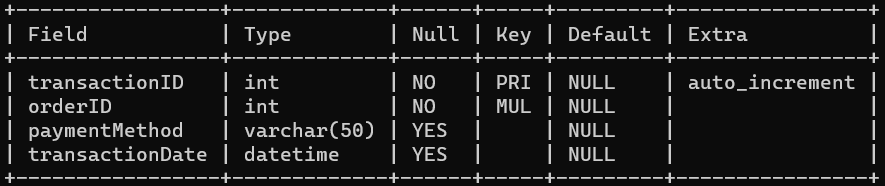 +-----------------+-------------+------+-----+---------+----------------+
| Field           | Type        | Null | Key | Default | Extra          |
+-----------------+-------------+------+-----+---------+----------------+
| transactionID   | int         | NO   | PRI | NULL    | auto_increment |
| orderID         | int         | NO   | MUL | NULL    |                |
| paymentMethod   | varchar(50) | YES  |     | NULL    |                |
| transactionDate | datetime    | YES  |     | NULL    |                |
+-----------------+-------------+------+-----+---------+----------------+